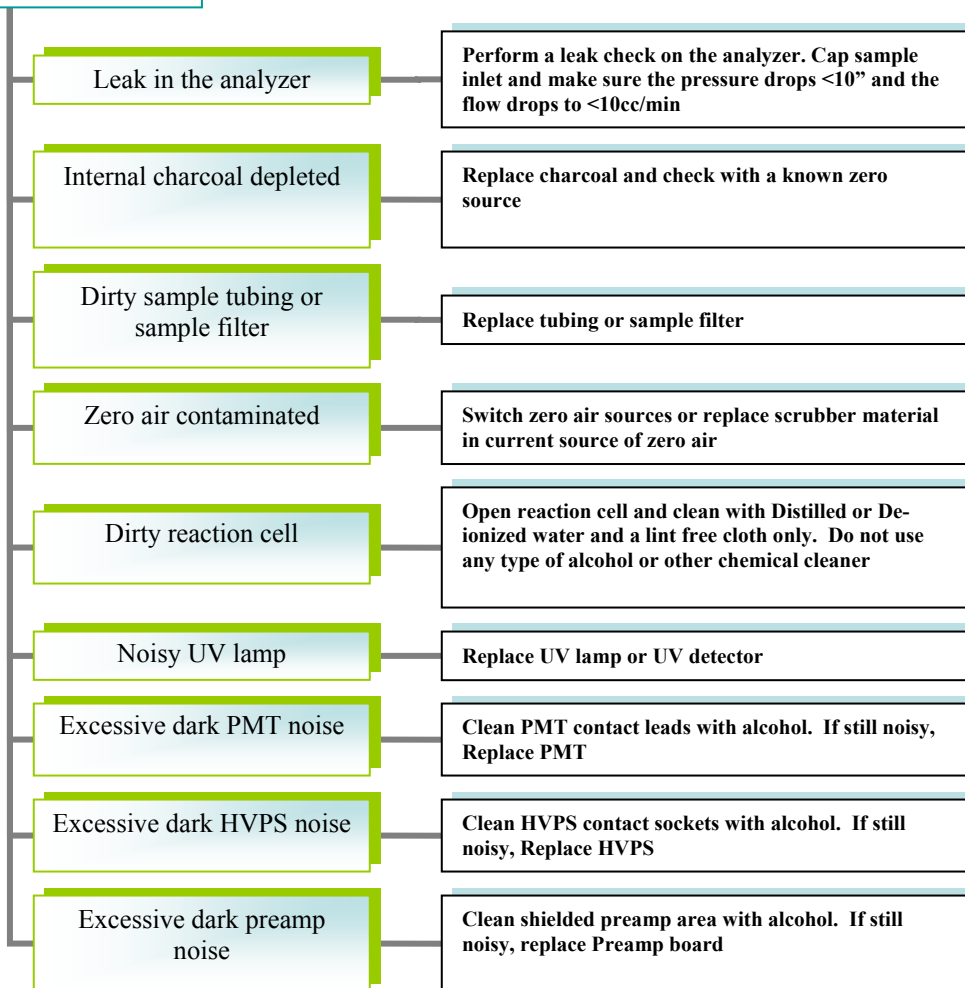 Leak in the analyzer
Perform a leak check on the analyzer. Cap sample
inlet and make sure the pressure drops <10” and the
flow drops to <10cc/min
Internal charcoal depleted
Replace charcoal and check with a known zero
source
Dirty sample tubing or
sample filter
Replace tubing or sample filter
Zero air contaminated
Switch zero air sources or replace scrubber material
in current source of zero air
Dirty reaction cell
Open reaction cell and clean with Distilled or De-
ionized water and a lint free cloth only.  Do not use
any type of alcohol or other chemical cleaner
Noisy UV lamp
Replace UV lamp or UV detector
Excessive dark PMT noise
Clean PMT contact leads with alcohol.  If still noisy,
Replace PMT
Excessive dark HVPS noise
Clean HVPS contact sockets with alcohol.  If still
noisy, Replace HVPS
Excessive dark preamp
noise
Clean shielded preamp area with alcohol.  If still
noisy, replace Preamp board